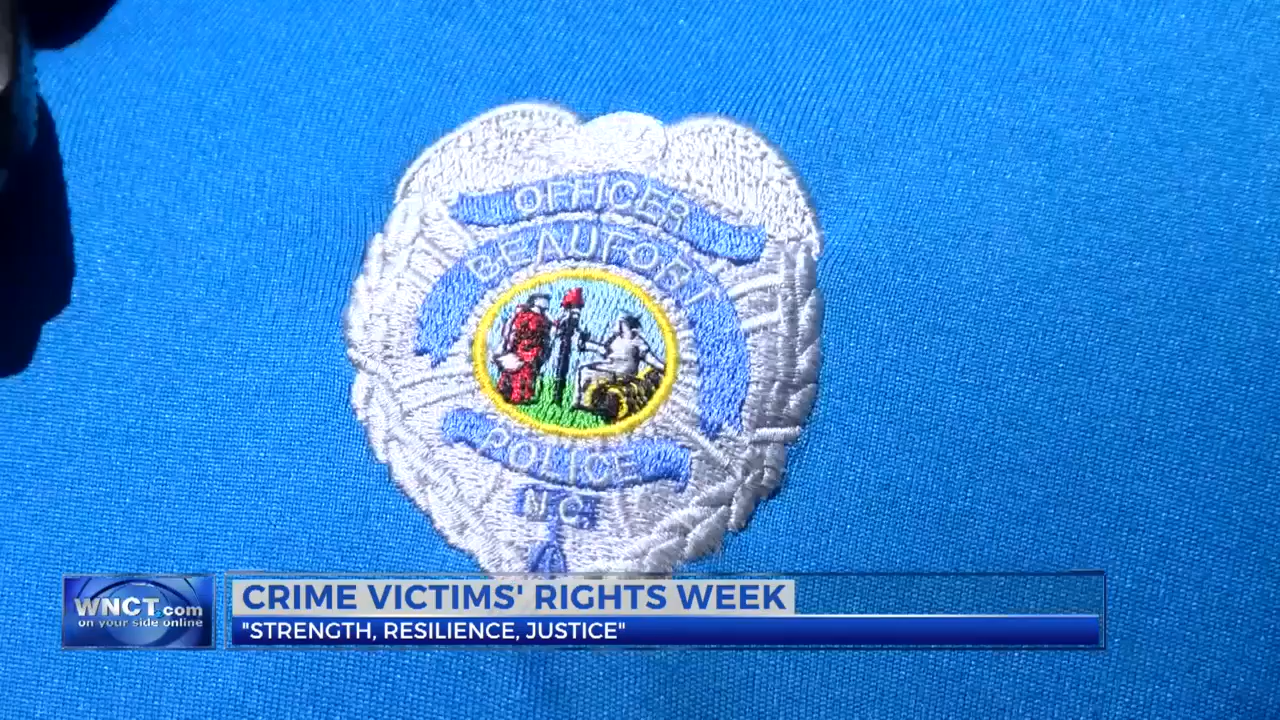 OFFICER
BEAUFORT
POLICE
N.C.
WNCT.com
on your side online
CRIME VICTIMS' RIGHTS WEEK
"STRENGTH, RESILIENCE, JUSTICE"